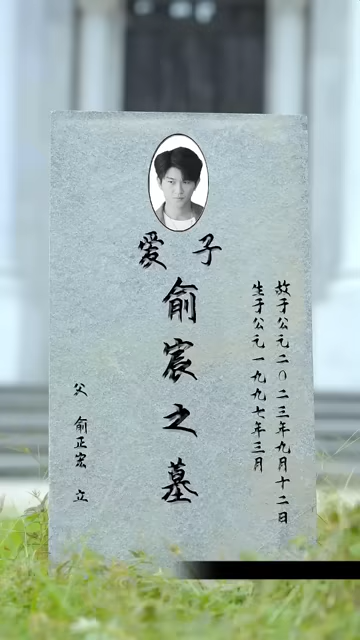 爱子
俞宸之墓
故于公元二〇二三年九月十二日
生于公元一九九七年三月
父 俞正宏 立